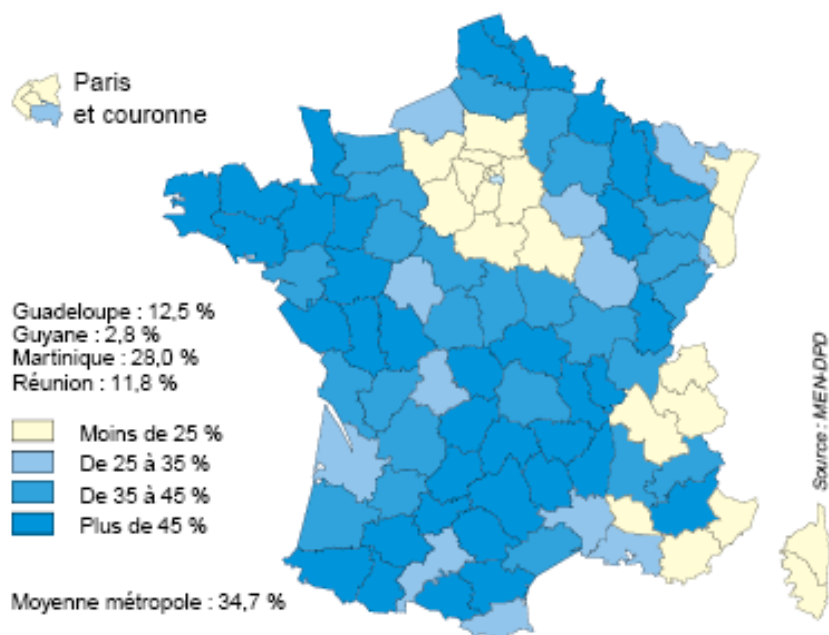 Paris
et couronne
Guadeloupe : 12,5 %
Guyane : 2,8 %
Martinique : 28,0 %
Réunion : 11,8 %
Moins de 25 %
De 25 à 35 %
De 35 à 45 %
Plus de 45 %
Moyenne métropole : 34,7 %
Source : MEN-DPD